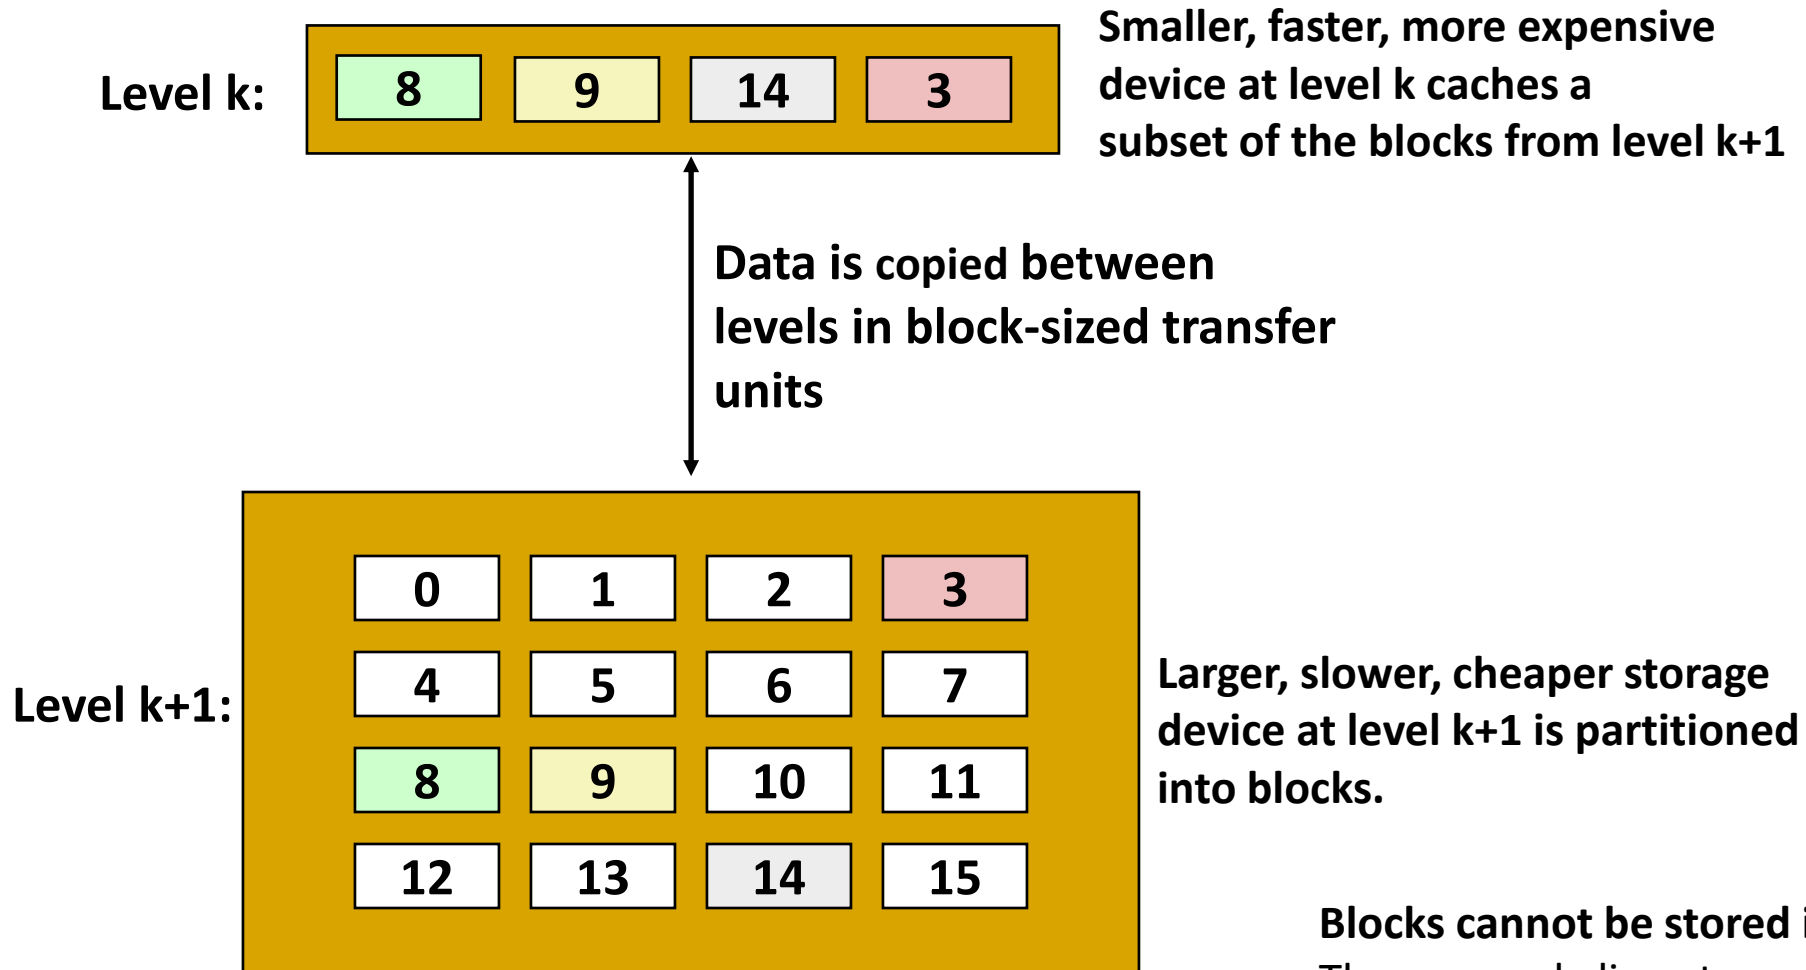 Smaller, faster, more expensive
device at level k caches a
subset of the blocks from level k+1
Level k:
8 9 14 3
Data is copied between
levels in block-sized transfer
units
Level k+1:
0 1 2 3
4 5 6 7
8 9 10 11
12 13 14 15
Larger, slower, cheaper storage
device at level k+1 is partitioned
into blocks.
Blocks cannot be stored